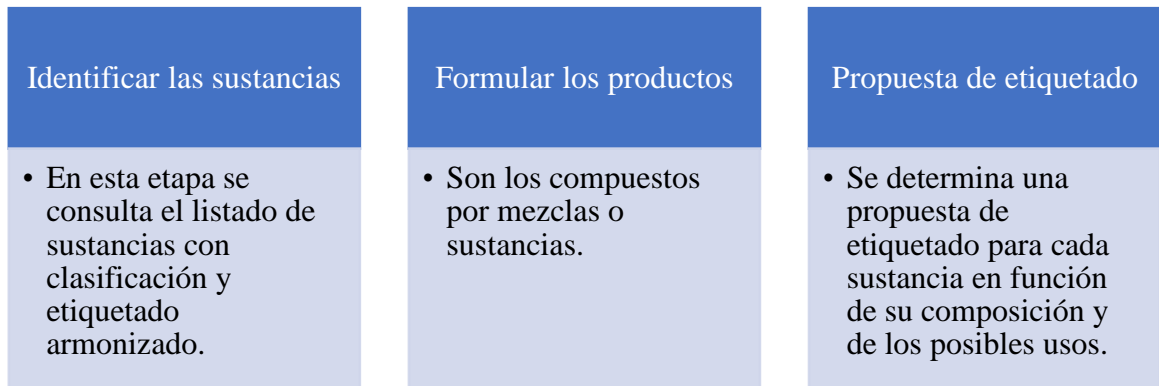 Identificar las sustancias
• En esta etapa se
consulta el listado de
sustancias con
clasificación y
etiquetado
armonizado.
Formular los productos
• Son los compuestos
por mezclas o
sustancias.
Propuesta de etiquetado
• Se determina una
propuesta de
etiquetado para cada
sustancia en función
de su composición y
de los posibles usos.